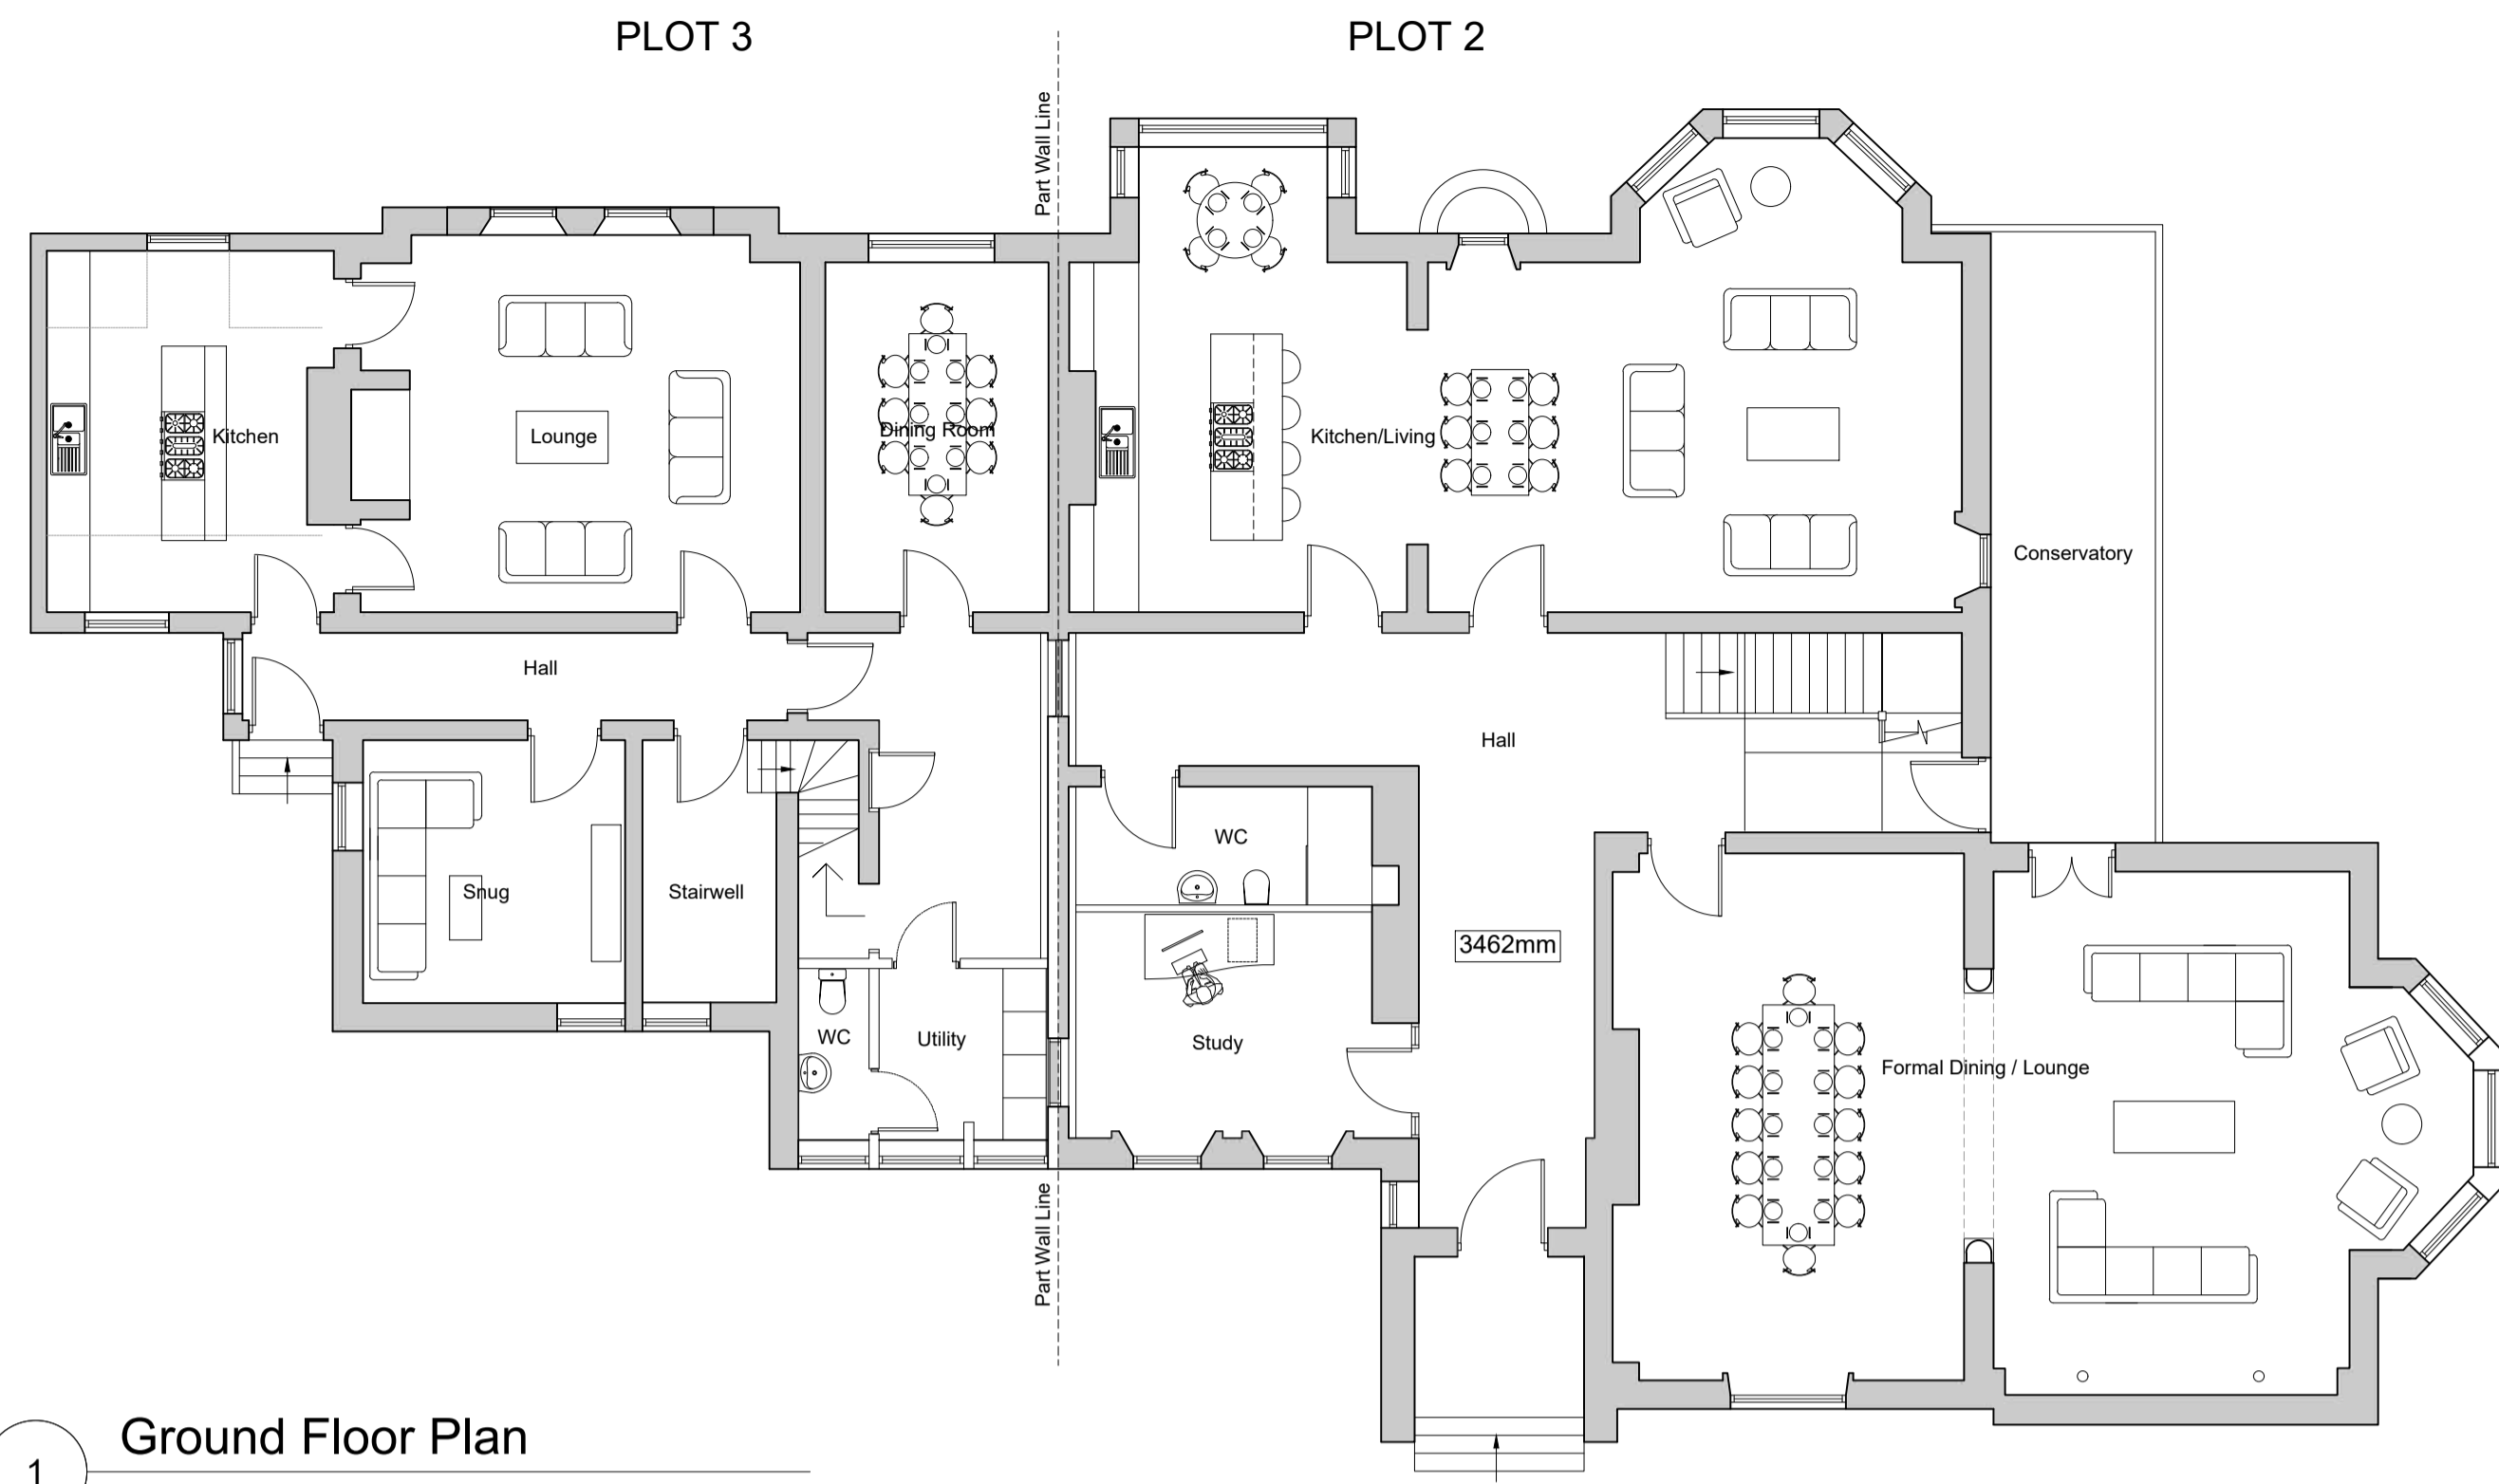 PLOT 3
PLOT 2
Part Wall Line
Kitchen
Lounge
Dining Room
Kitchen/Living
Conservatory
Hall
Hall
WC
Snug
Stairwell
3462mm
WC
Utility
Study
Formal Dining / Lounge
Part Wall Line
Ground Floor Plan
1